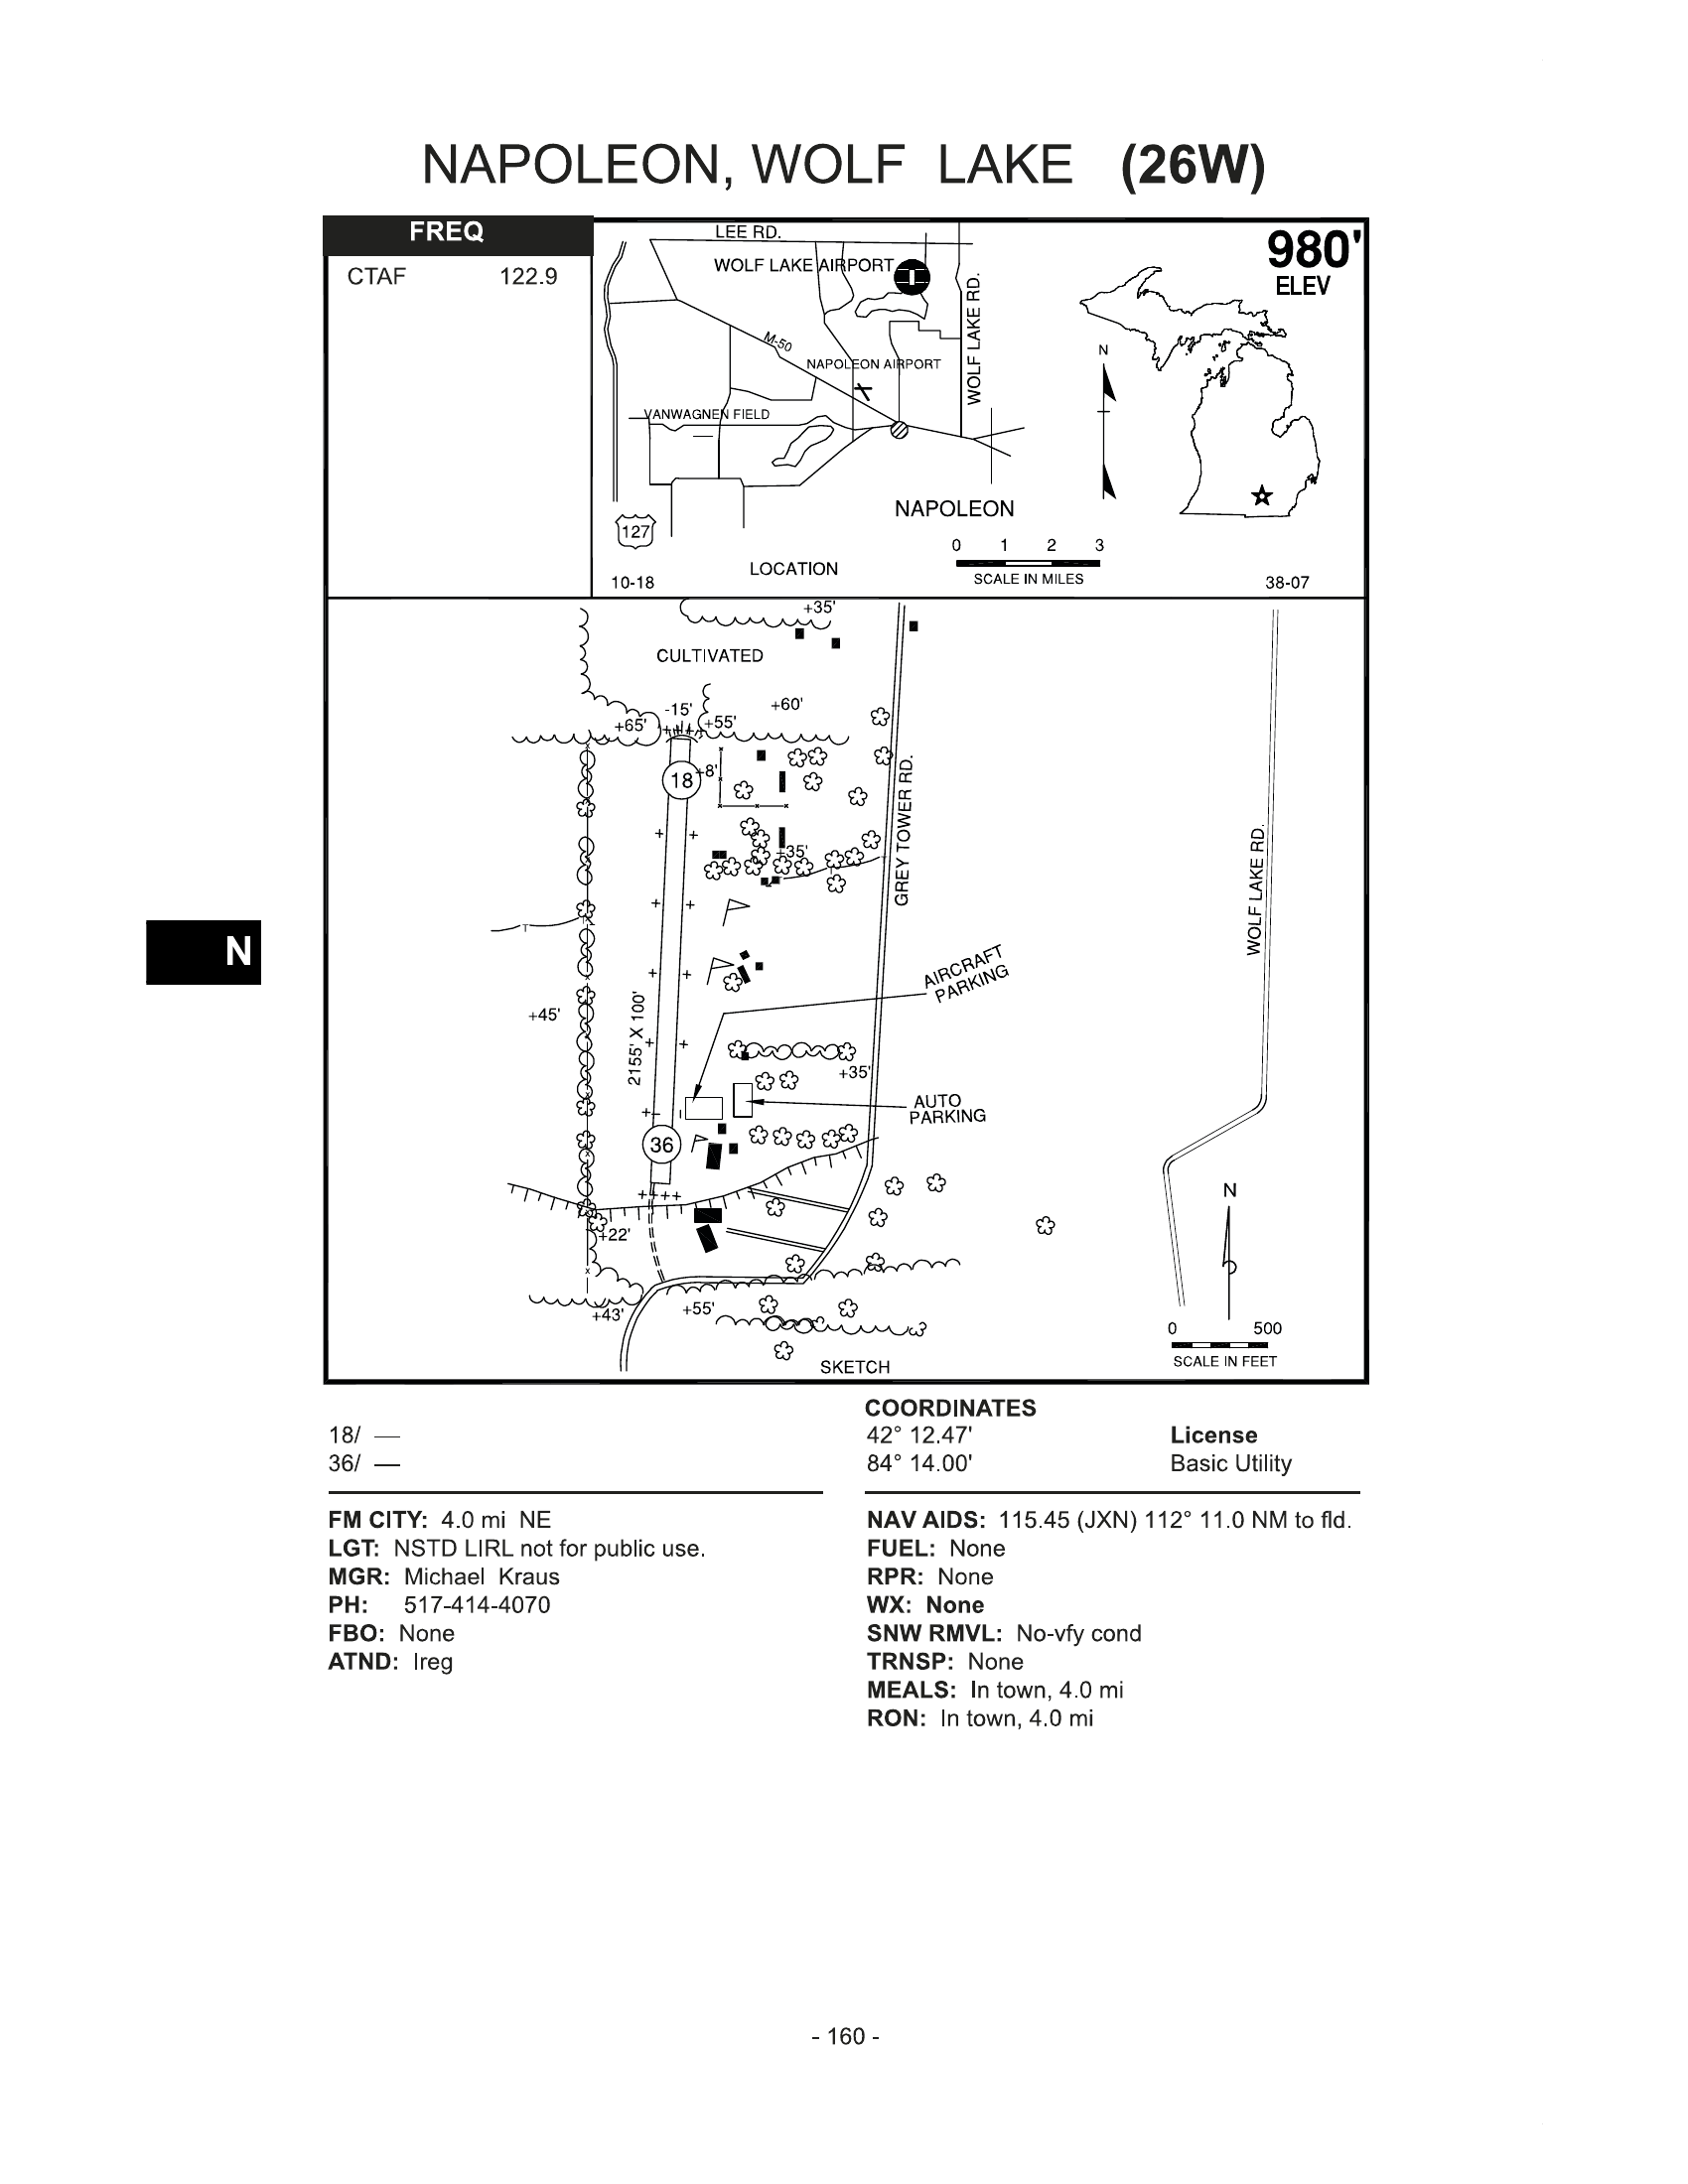 NAPOLEON, WOLF LAKE (26W)
FREQ
CTAF 122.9
LEE RD.
WOLF LAKE AIRPORT
980'
ELEV
WOLF LAKE RD.
M-50
NAPOLEON AIRPORT
N
VANWAGNEN FIELD
NAPOLEON
127
0 1 2 3
SCALE IN MILES
LOCATION
10-18
38-07
+35'
CULTIVATED
-15'
+60'
+65'
+55'
18
+8'
GREY TOWER RD.
+35'
WOLF LAKE RD.
T
T
N
AIRCRAFT
PARKING
+45'
2155' X 100'
+35'
AUTO
PARKING
36
N
+22'
+43'
+55'
0 500
SCALE IN FEET
SKETCH
18/ —
36/ —
COORDINATES
42° 12.47'
84° 14.00'
License
Basic Utility
FM CITY: 4.0 mi NE
LGT: NSTD LIRL not for public use.
MGR: Michael Kraus
PH: 517-414-4070
FBO: None
ATND: Ireg
NAV AIDS: 115.45 (JXN) 112° 11.0 NM to fld.
FUEL: None
RPR: None
WX: None
SNW RMVL: No-vfy cond
TRNSP: None
MEALS: In town, 4.0 mi
RON: In town, 4.0 mi
- 160 -